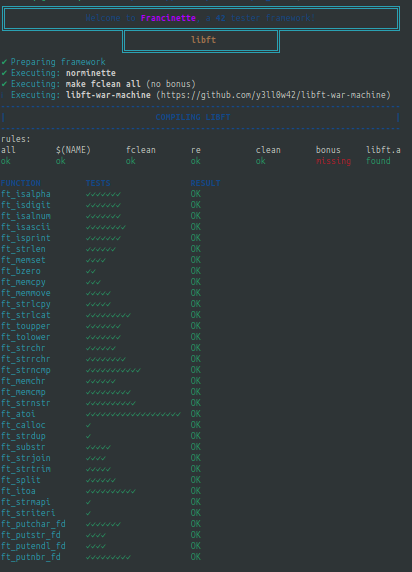 Welcome to Francinette, a 42 tester framework!
libft
✔ Preparing framework
✔ Executing: norminette
✔ Executing: make fclean all (no bonus)
Executing: libft-war-machine (https://github.com/y3ll0w42/libft-war-machine)
COMPILING LIBFT
rules:
all $(NAME) fclean re clean bonus libft.a
ok ok ok ok ok missing found
FUNCTION TESTS RESULT
ft_isalpha ✓✓✓✓✓✓✓ OK
ft_isdigit ✓✓✓✓✓✓✓ OK
ft_isalnum ✓✓✓✓✓✓✓ OK
ft_isascii ✓✓✓✓✓✓✓✓ OK
ft_isprint ✓✓✓✓✓✓✓ OK
ft_strlen ✓✓✓✓✓✓ OK
ft_memset ✓✓✓✓ OK
ft_bzero ✓✓ OK
ft_memcpy ✓✓✓ OK
ft_memmove ✓✓✓✓✓ OK
ft_strlcpy ✓✓✓✓✓ OK
ft_strlcat ✓✓✓✓✓✓✓✓✓ OK
ft_toupper ✓✓✓✓✓✓✓ OK
ft_tolower ✓✓✓✓✓✓✓ OK
ft_strchr ✓✓✓✓✓✓ OK
ft_strrchr ✓✓✓✓✓✓✓✓ OK
ft_strncmp ✓✓✓✓✓✓✓✓✓✓✓ OK
ft_memchr ✓✓✓✓✓✓ OK
ft_memcmp ✓✓✓✓✓✓✓✓✓ OK
ft_strnstr ✓✓✓✓✓✓✓✓✓✓ OK
ft_atoi ✓✓✓✓✓✓✓✓✓✓✓✓✓✓✓✓✓✓✓ OK
ft_calloc ✓ OK
ft_strdup ✓ OK
ft_substr ✓✓✓✓✓ OK
ft_strjoin ✓✓✓✓ OK
ft_strtrim ✓✓✓✓✓ OK
ft_split ✓✓✓✓✓✓ OK
ft_itoa ✓✓✓✓✓✓✓✓✓✓ OK
ft_strmapi ✓ OK
ft_striteri ✓ OK
ft_putchar_fd ✓✓✓✓✓✓✓ OK
ft_putstr_fd ✓✓✓✓ OK
ft_putendl_fd ✓✓✓✓ OK
ft_putnbr_fd ✓✓✓✓✓✓✓✓✓ OK